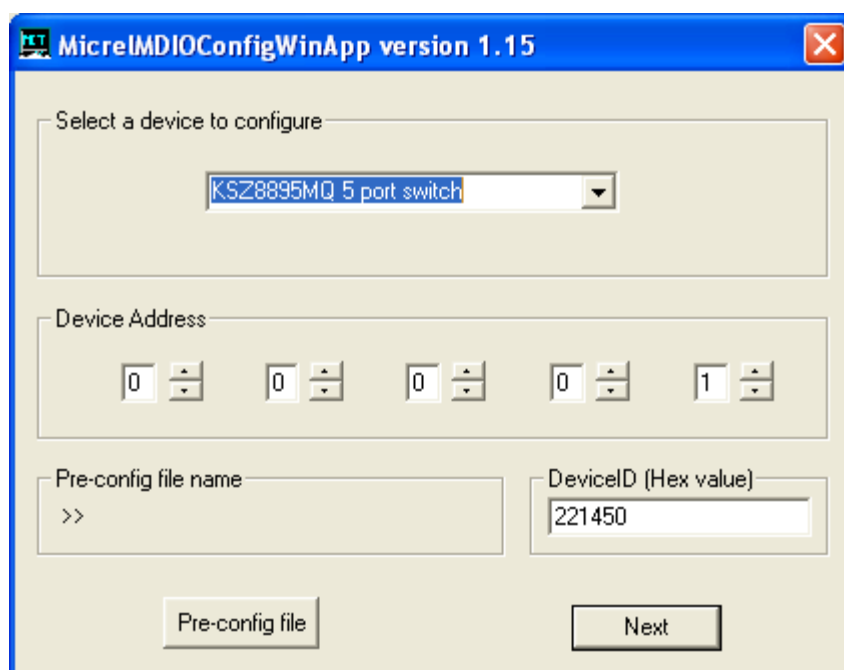 MicrelMDIOConfigWinApp version 1.15
Select a device to configure
KSZ8895MQ 5 port switch
Device Address
0 0 0 0 1
Pre-config file name
>>
DeviceID (Hex value)
221450
Pre-config file
Next